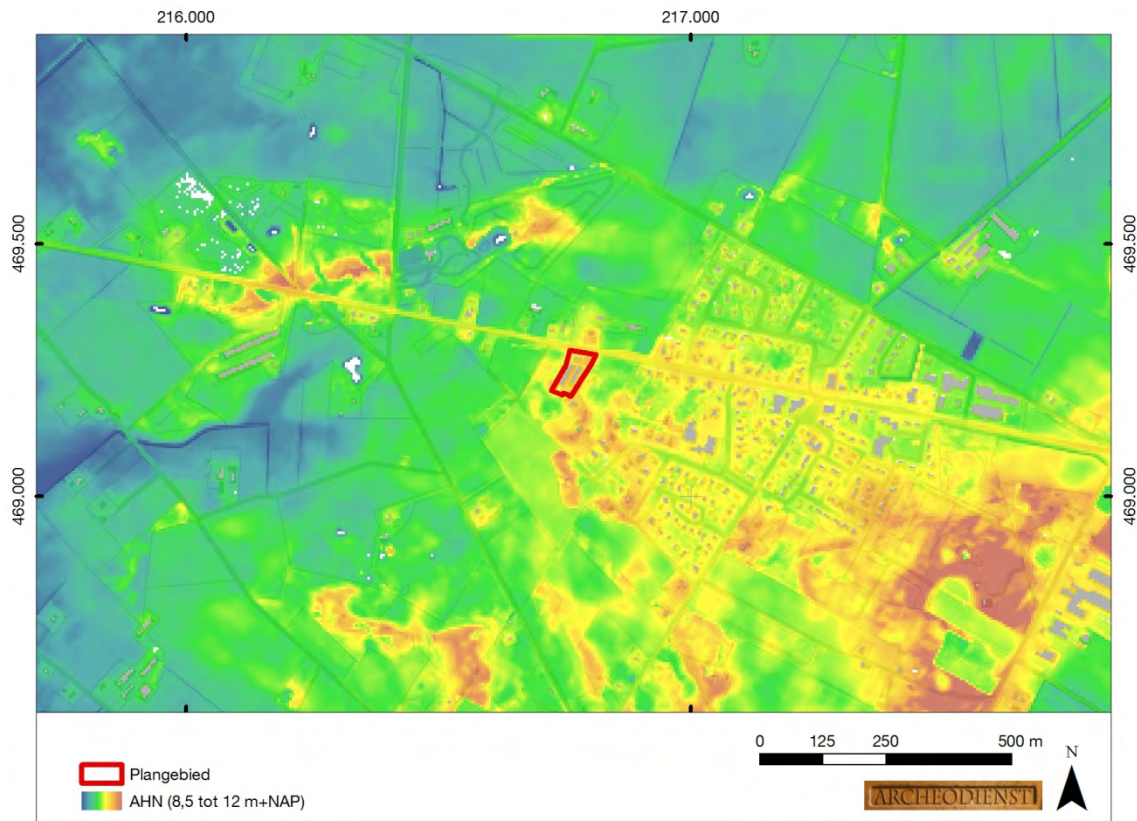 216.000 217.000
469.500 469.500
469.000 469.000
0 125 250 500 m
N
Plangebied
AHN (8,5 tot 12 m+NAP)
ARCHEODIENST